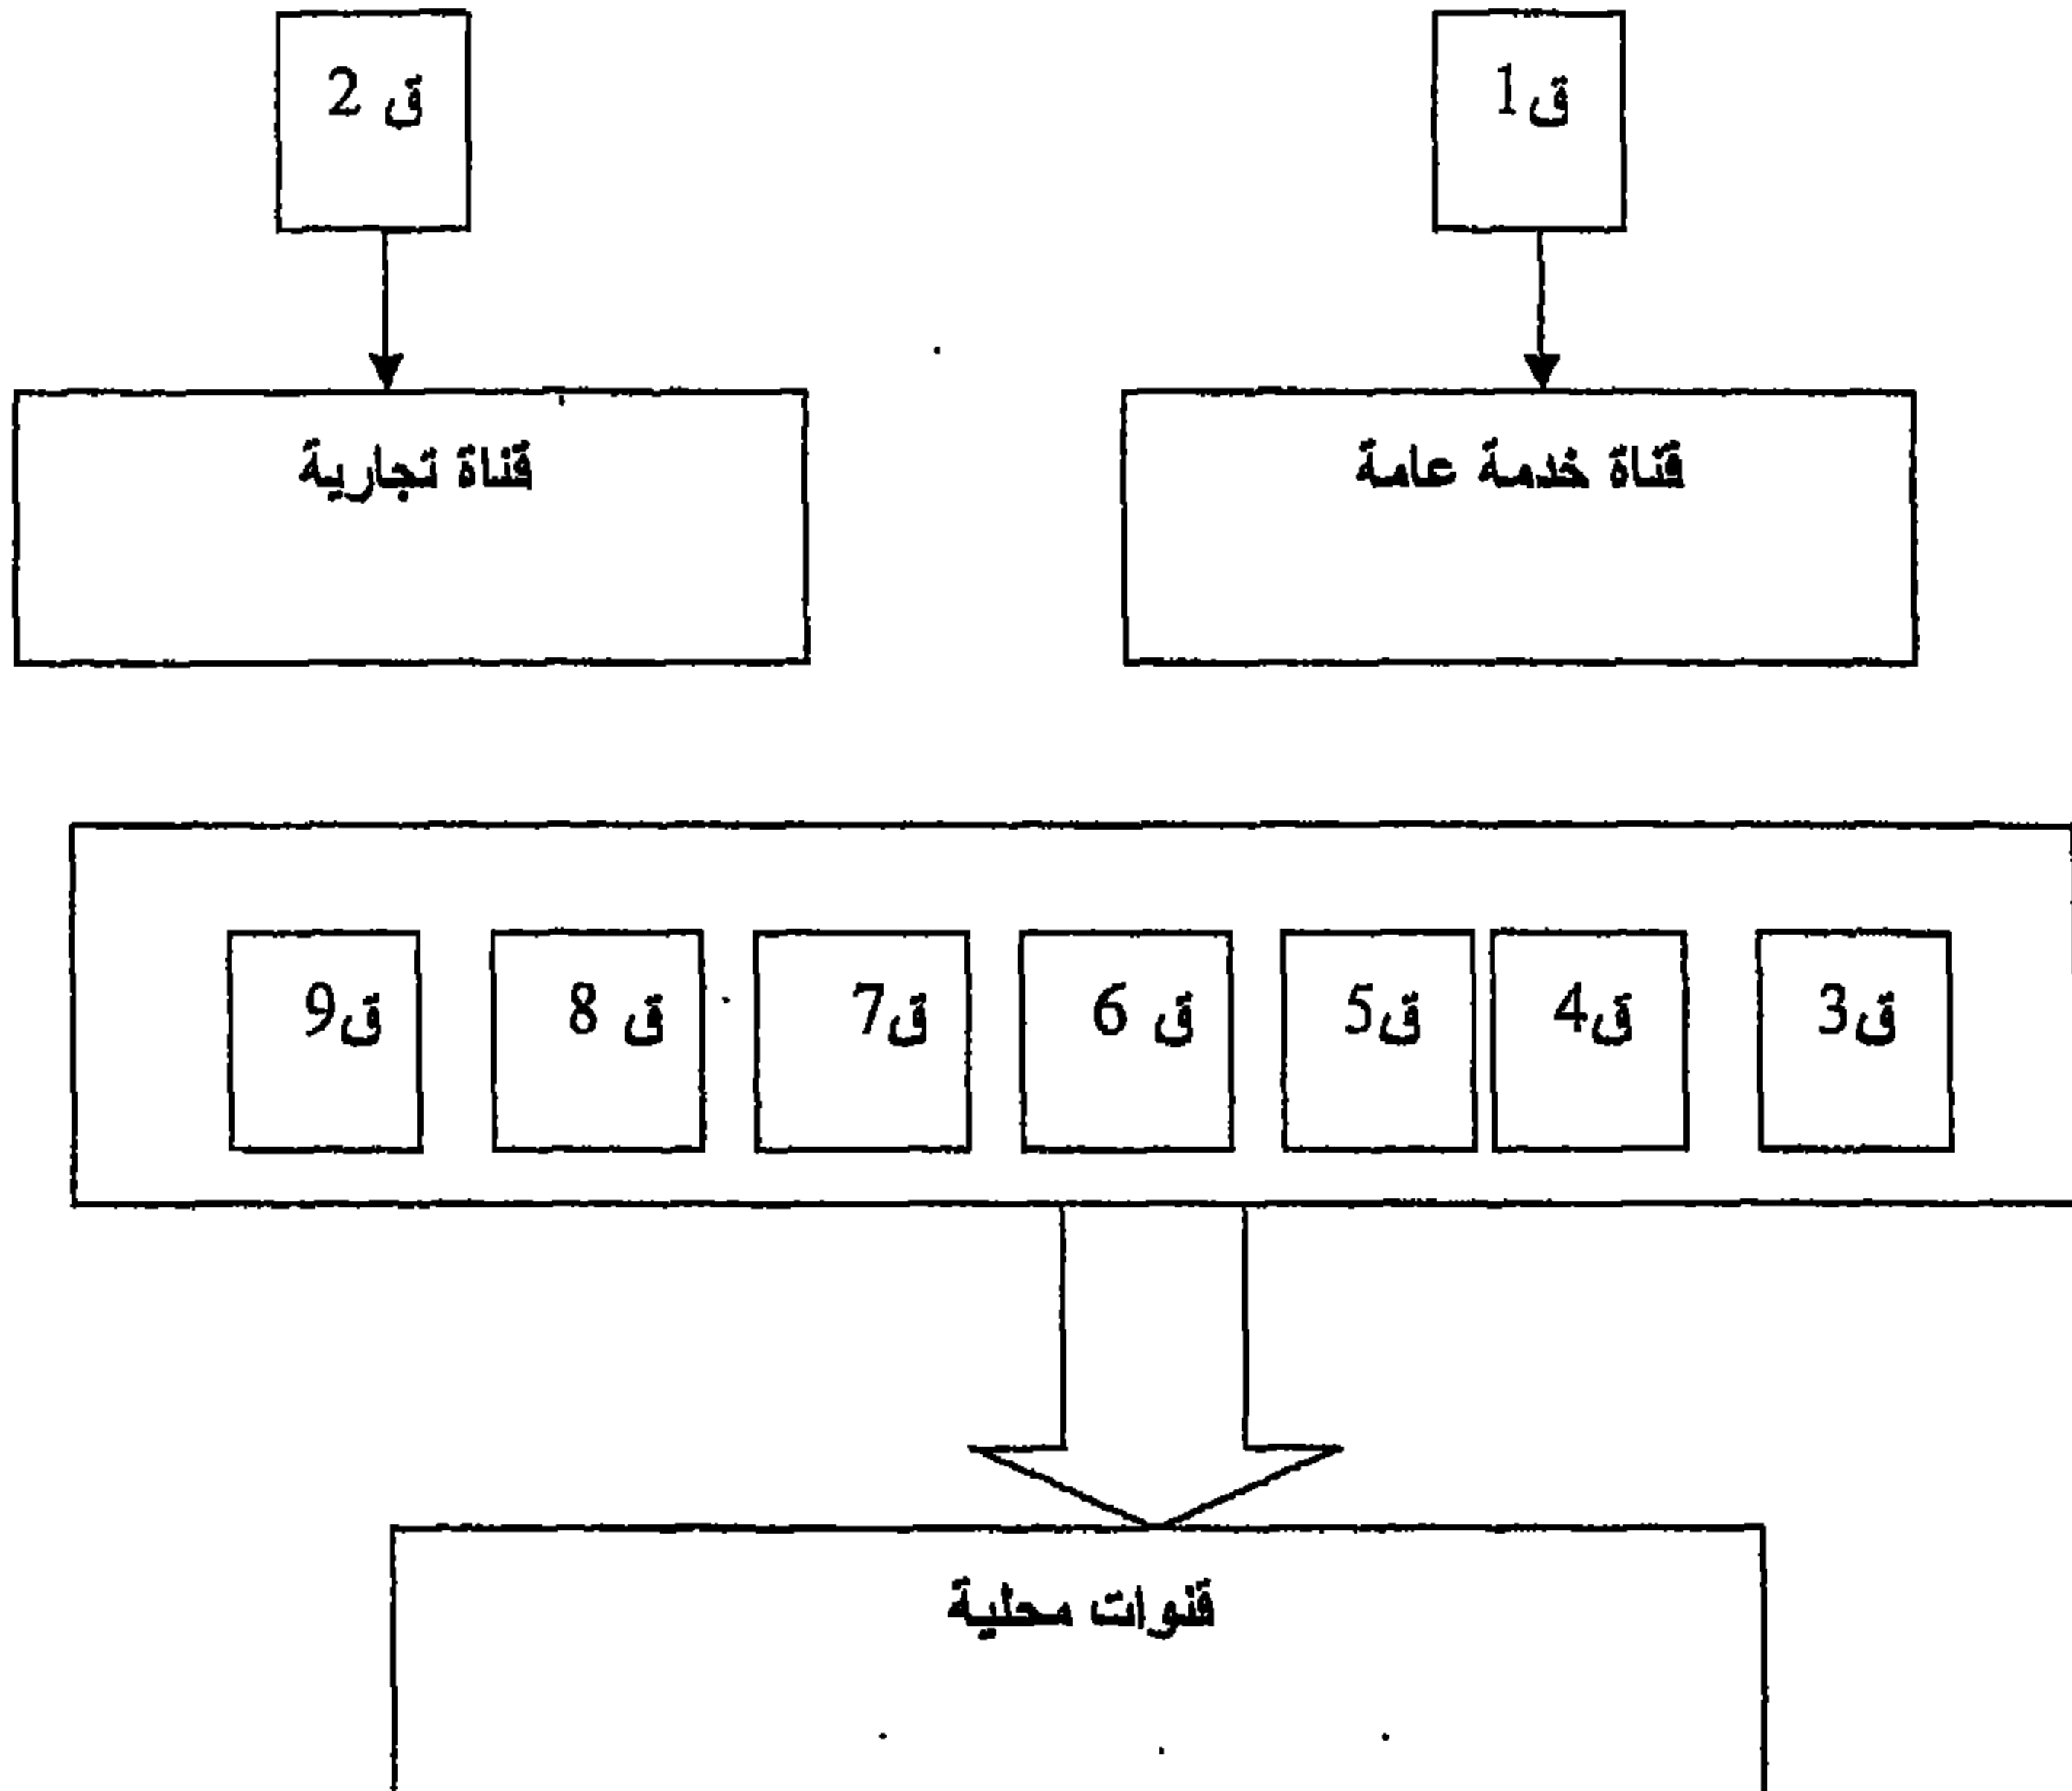 ق1
ق 2
قناة خدمة عامة
قناة تجارية
ق3
ق4
ق5
ق 6
ق7
ق 8
ق9
قنوات محلية